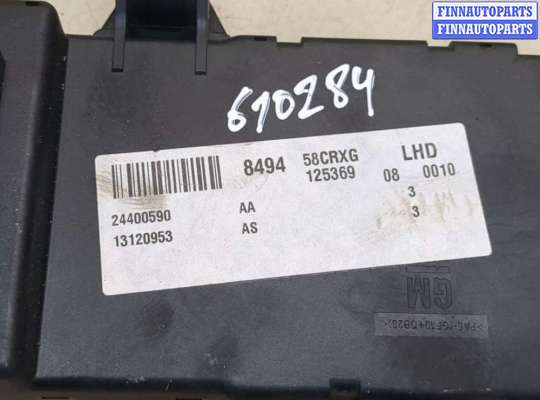 FINNAUTOPARTS
FINNAUTOPARTS
610284
8494 58CRXG LHD
125369 08 0010
3
24400590 AA 3
13120953 AS
GM